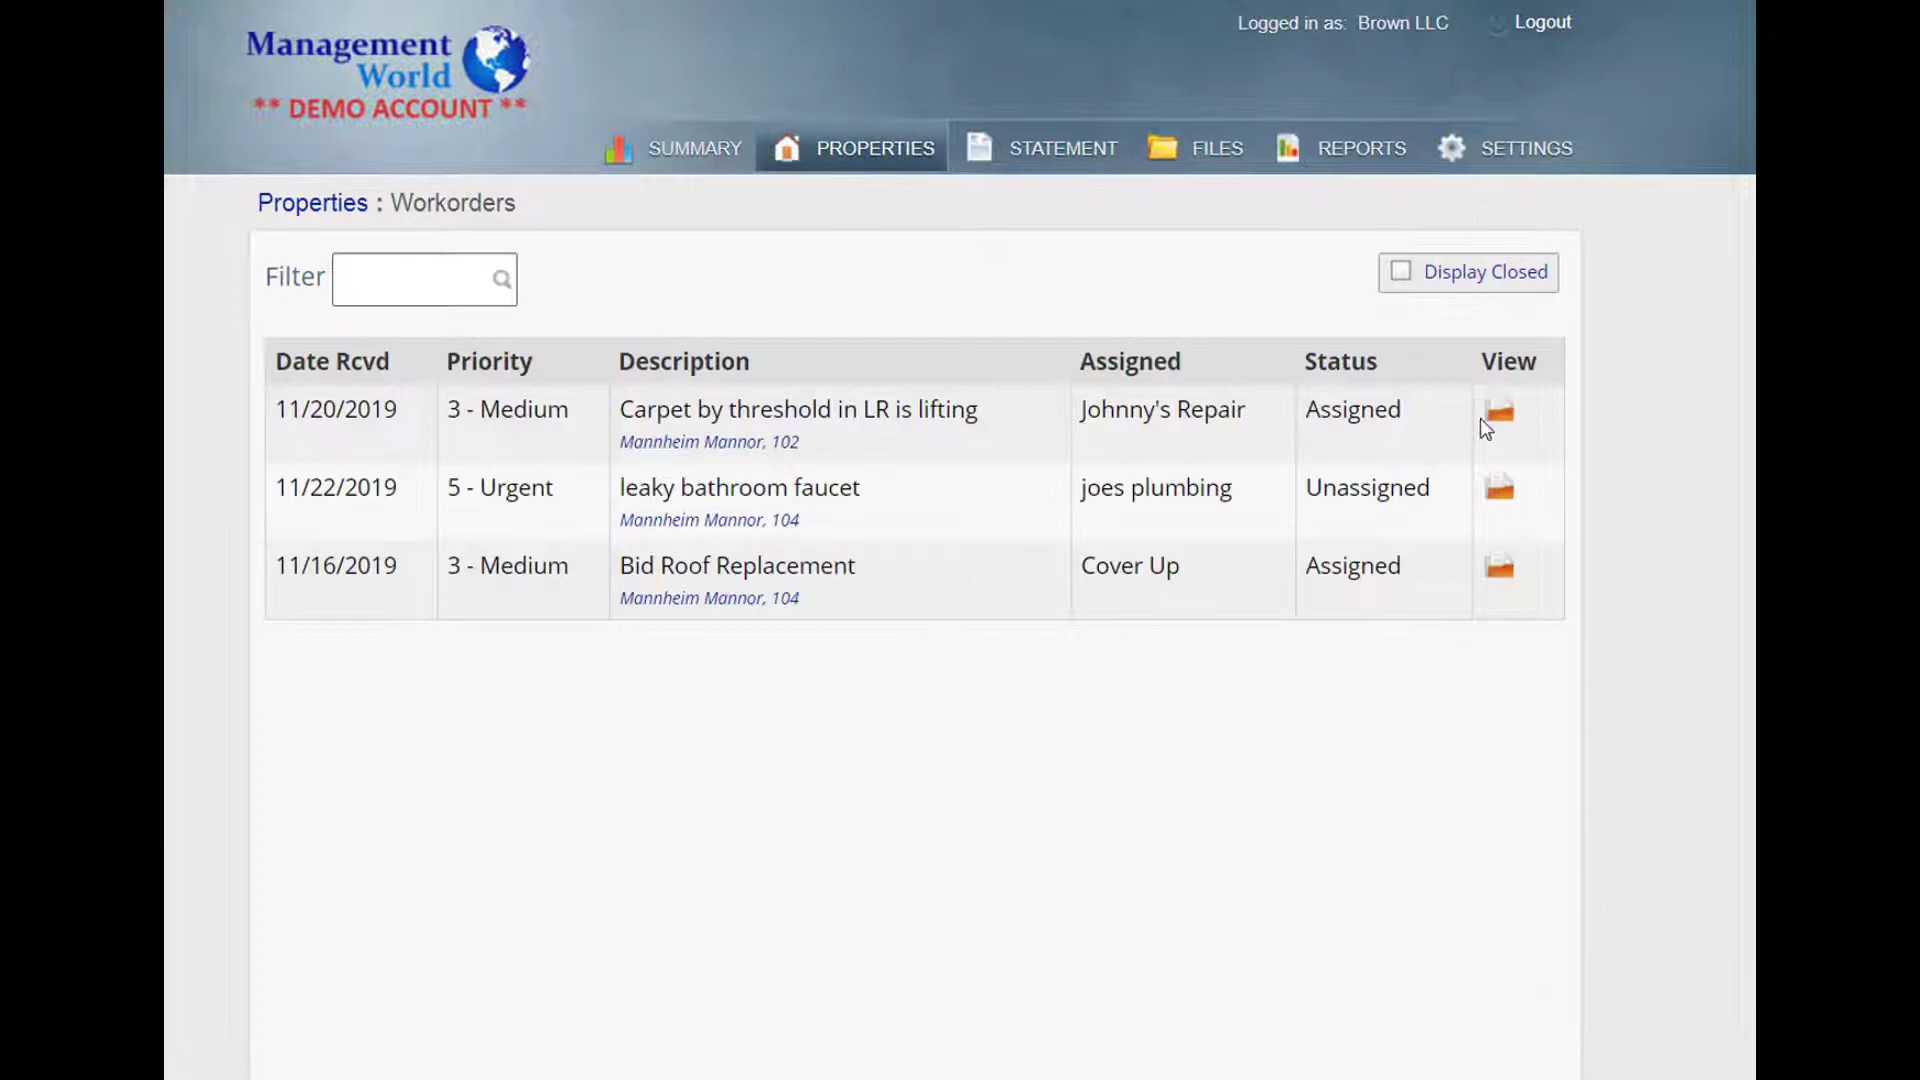 Logged in as: Brown LLC Logout
Management
World
** DEMO ACCOUNT **
SUMMARY PROPERTIES STATEMENT FILES REPORTS SETTINGS
Properties : Workorders
Filter
Display Closed
Date Rcvd Priority Description Assigned Status View
11/20/2019 3 - Medium Carpet by threshold in LR is lifting Johnny's Repair Assigned
Mannheim Mannor, 102
11/22/2019 5 - Urgent leaky bathroom faucet joes plumbing Unassigned
Mannheim Mannor, 104
11/16/2019 3 - Medium Bid Roof Replacement Cover Up Assigned
Mannheim Mannor, 104